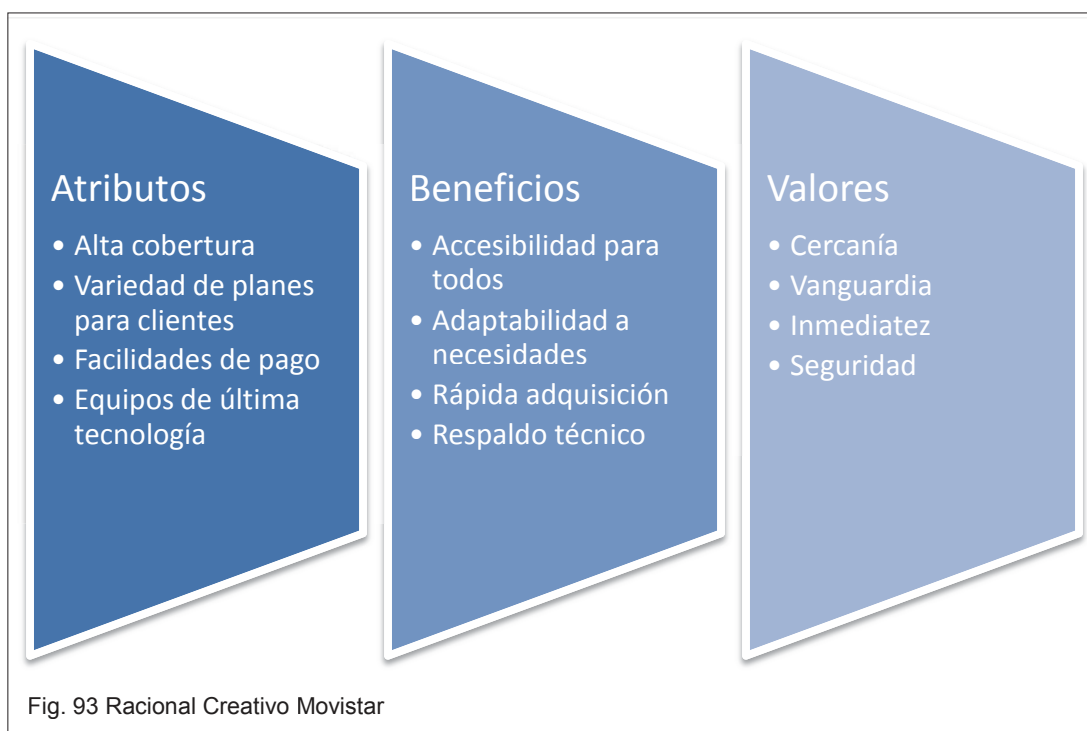 Atributos
• Alta cobertura
• Variedad de planes
para clientes
• Facilidades de pago
• Equipos de última
tecnología
Beneficios
• Accesibilidad para
todos
• Adaptabilidad a
necesidades
• Rápida adquisición
• Respaldo técnico
Valores
• Cercanía
• Vanguardia
• Inmediatez
• Seguridad
Fig. 93 Racional Creativo Movistar